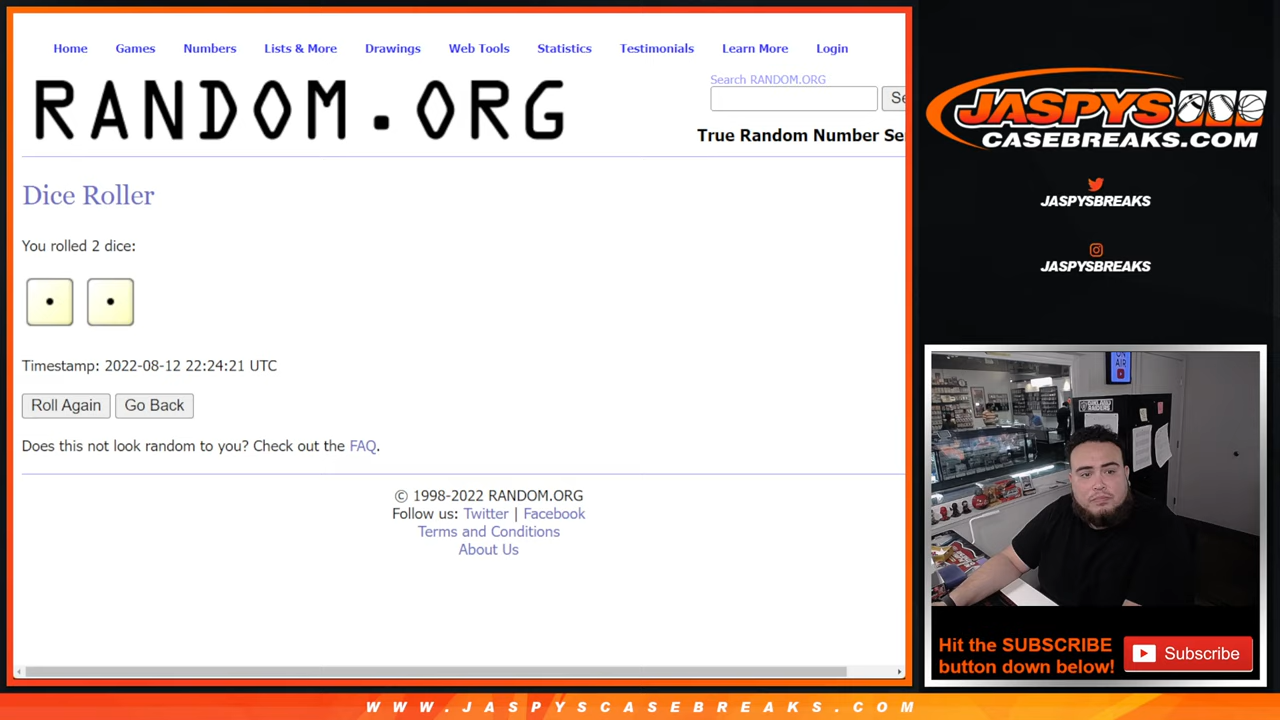 Home Games Numbers Lists & More Drawings Web Tools Statistics Testimonials Learn More Login
RANDOM.ORG
Search RANDOM.ORG
Se
True Random Number Se
Dice Roller
You rolled 2 dice:
Timestamp: 2022-08-12 22:24:21 UTC
Roll Again Go Back
Does this not look random to you? Check out the FAQ.
© 1998-2022 RANDOM.ORG
Follow us: Twitter | Facebook
Terms and Conditions
About Us
JASPYS
CASEBREAKS.COM
JASPYSBREAKS
JASPYSBREAKS
ON
AIR
Hit the SUBSCRIBE
button down below!
Subscribe
WWW.JASPYSCASEBREAKS.COM